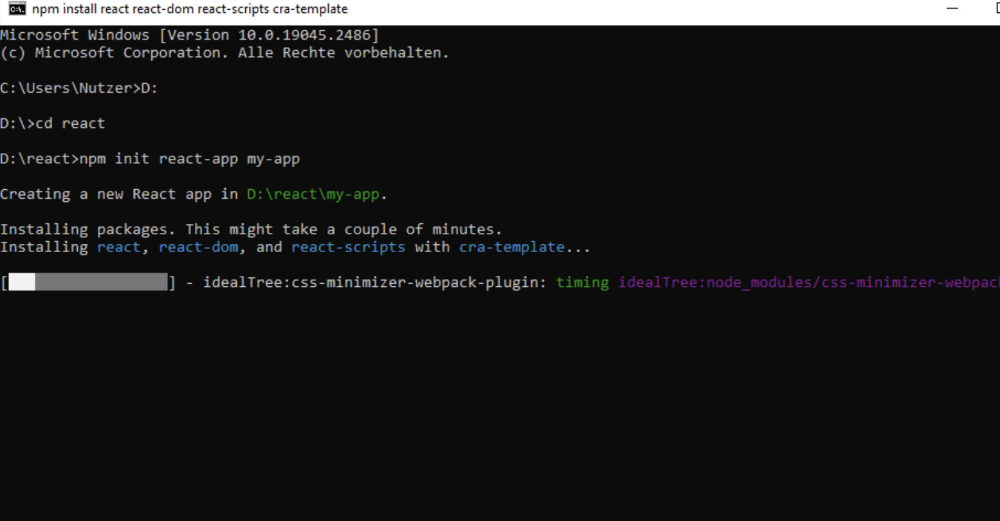 npm install react react-dom react-scripts cra-template
Microsoft Windows [Version 10.0.19045.2486]
(c) Microsoft Corporation. Alle Rechte vorbehalten.
C:\Users\Nutzer>D:
D:\>cd react
D:\react>npm init react-app my-app
Creating a new React app in D:\react\my-app.
Installing packages. This might take a couple of minutes.
Installing react, react-dom, and react-scripts with cra-template...
[ ] - idealTree:css-minimizer-webpack-plugin: timing idealTree:node_modules/css-minimizer-webpack